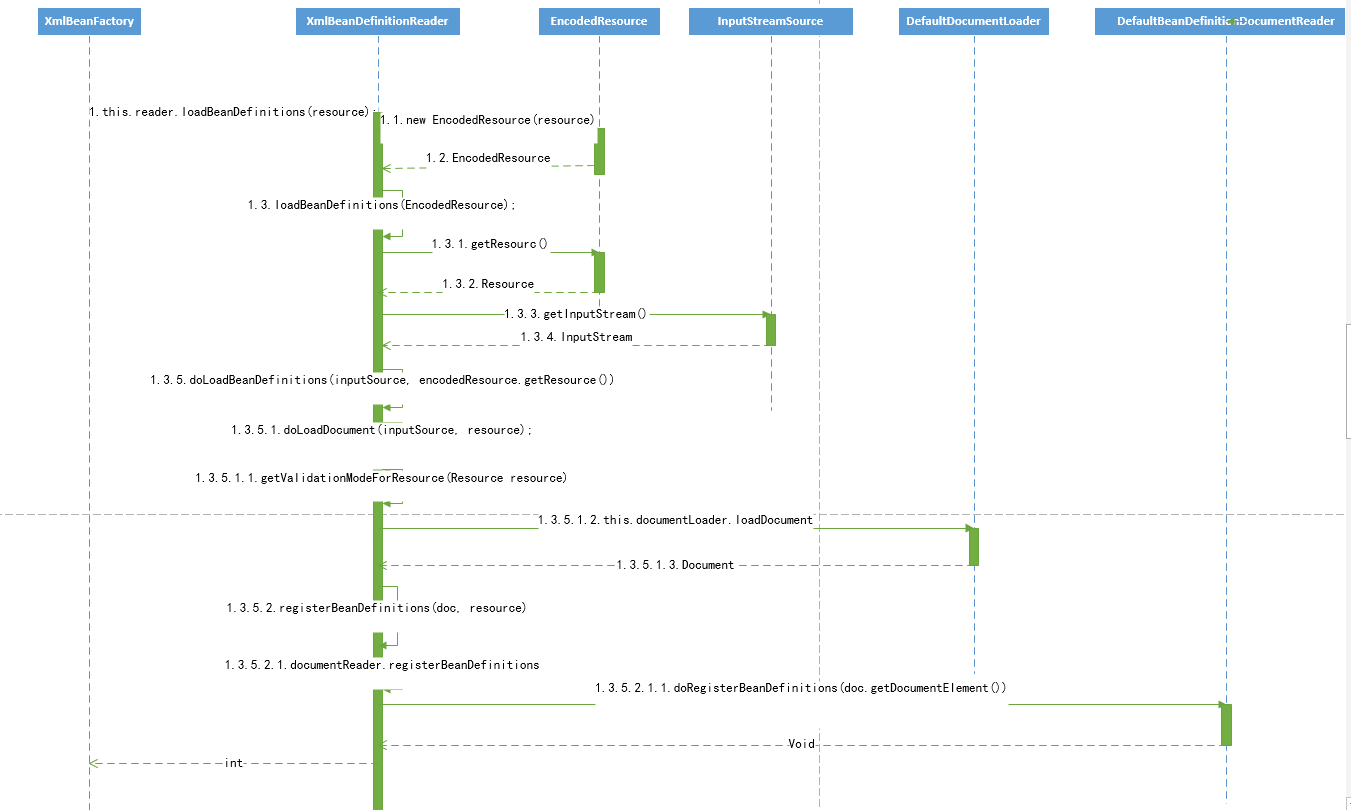 XmlBeanFactory
XmlBeanDefinitionReader
EncodedResource
InputStreamSource
DefaultDocumentLoader
DefaultBeanDefinitionDocumentReader
1.this.reader.loadBeanDefinitions(resource);
1.1.new EncodedResource(resource)
1.2.EncodedResource
1.3.loadBeanDefinitions(EncodedResource);
1.3.1.getResourc()
1.3.2.Resource
1.3.3.getInputStream()
1.3.4.InputStream
1.3.5.doLoadBeanDefinitions(inputSource, encodedResource.getResource())
1.3.5.1.doLoadDocument(inputSource, resource);
1.3.5.1.1.getValidationModeForResource(Resource resource)
1.3.5.1.2.this.documentLoader.loadDocument
1.3.5.1.3.Document
1.3.5.2.registerBeanDefinitions(doc, resource)
1.3.5.2.1.documentReader.registerBeanDefinitions
1.3.5.2.1.1.doRegisterBeanDefinitions(doc.getDocumentElement())
Void
int